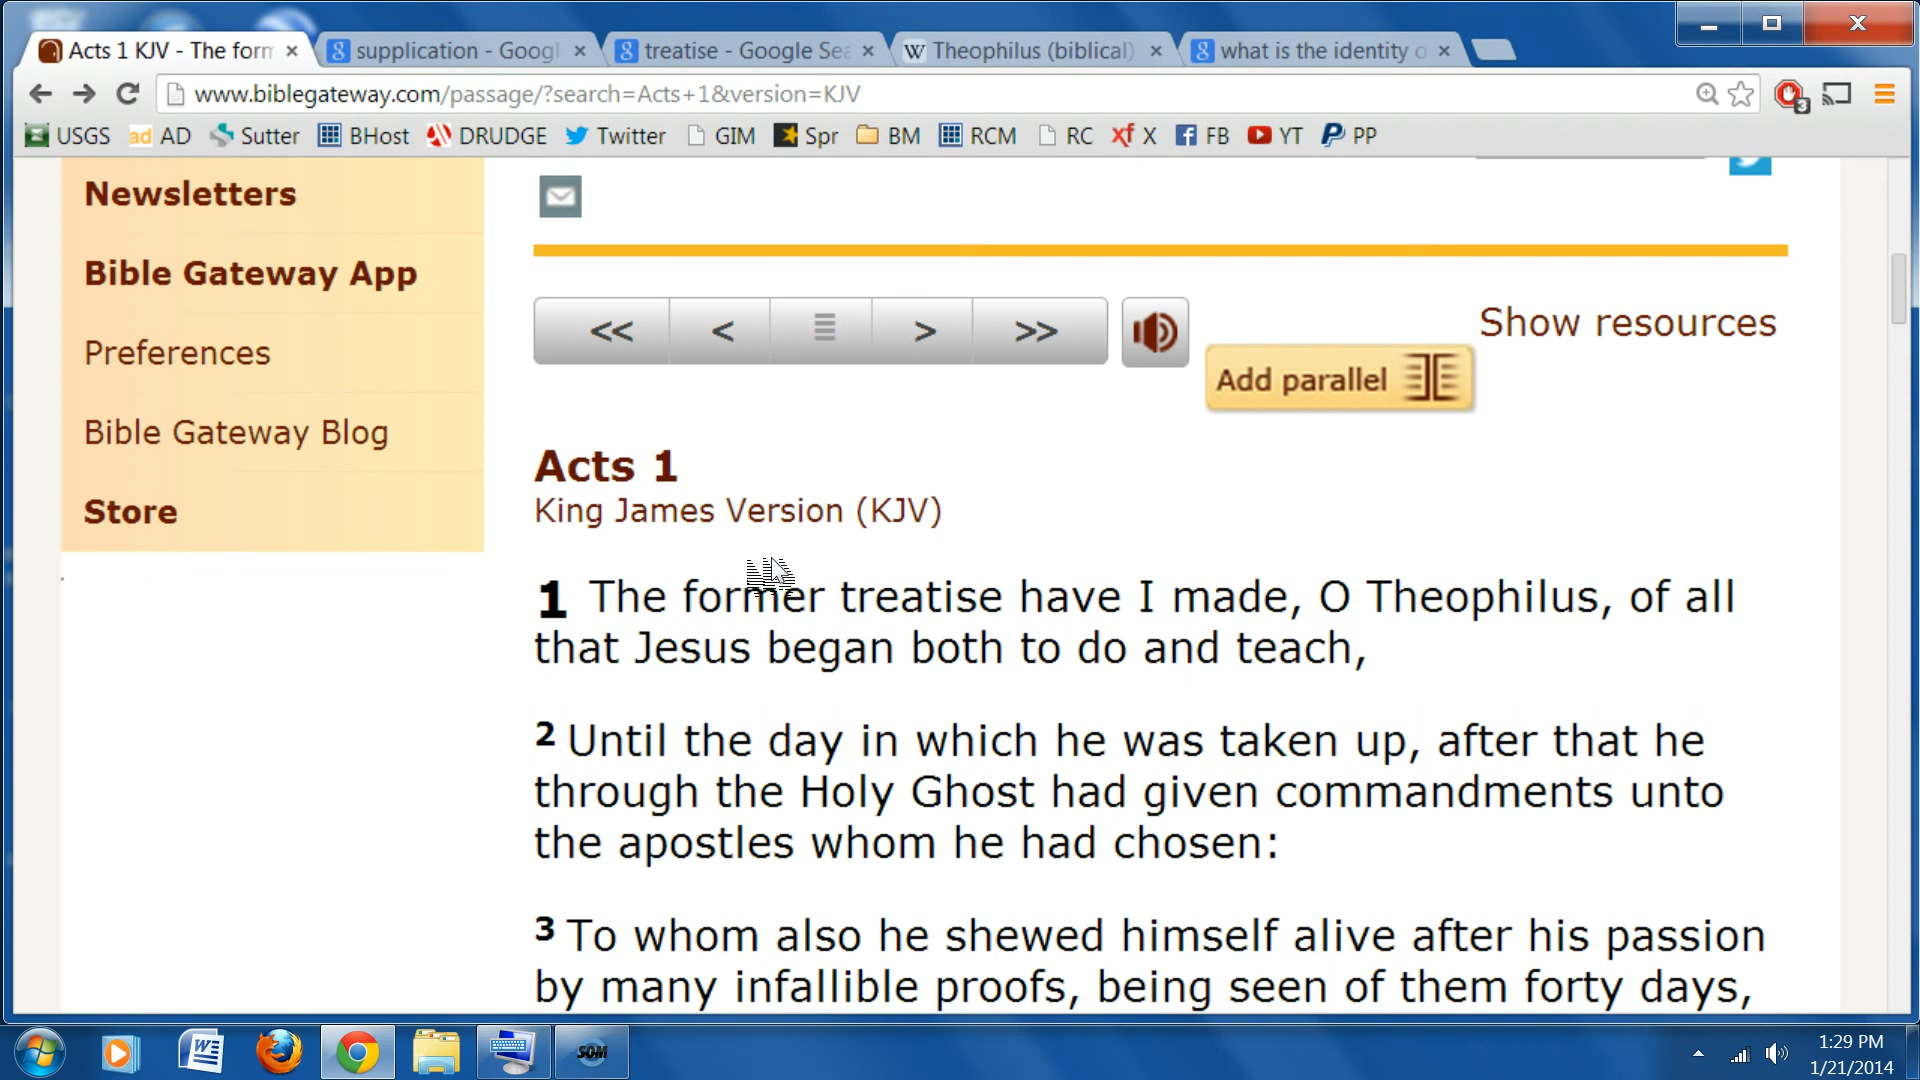 Acts 1 KJV - The form
supplication - Googl
treatise - Google Sea
W Theophilus (biblical)
what is the identity o
www.biblegateway.com/passage/?search=Acts+1&version=KJV
3
USGS ad AD Sutter BHost DRUDGE Twitter GIM Spr BM RCM RC xf X FB YT PP
Newsletters
Bible Gateway App
Preferences
Bible Gateway Blog
Store
<< < > >>
Show resources
Add parallel
Acts 1
King James Version (KJV)
1 The former treatise have I made, O Theophilus, of all
that Jesus began both to do and teach,
2 Until the day in which he was taken up, after that he
through the Holy Ghost had given commandments unto
the apostles whom he had chosen:
3 To whom also he shewed himself alive after his passion
by many infallible proofs, being seen of them forty days,
SOM
1:29 PM
1/21/2014